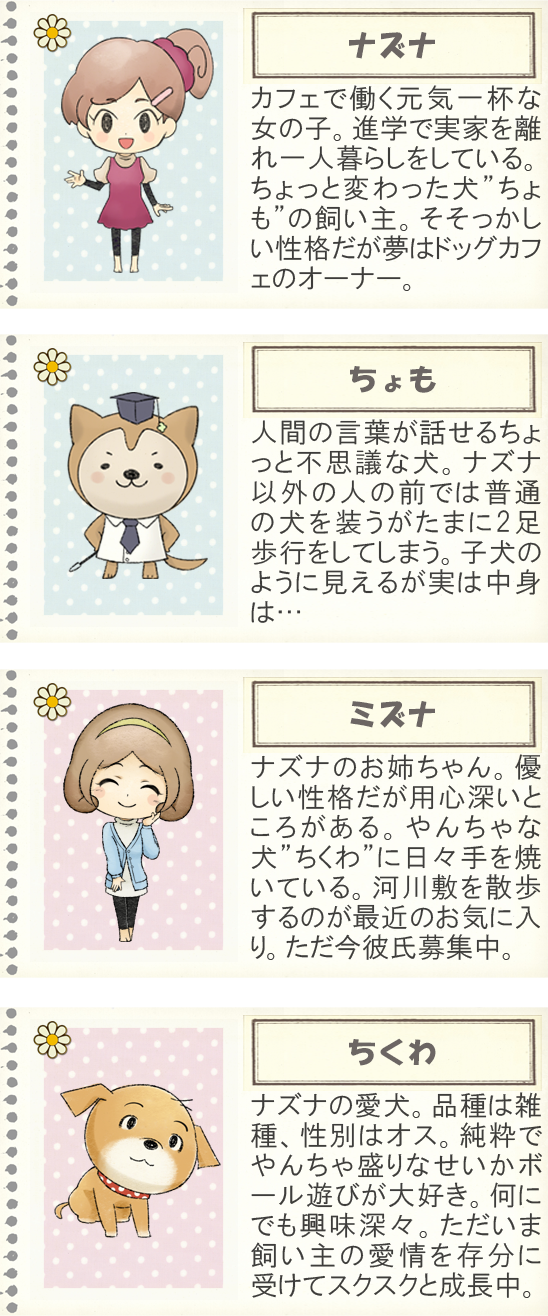 ナズナ
カフェで働く元気一杯な
女の子。進学で実家を離
れ一人暮らしをしている。
ちょっと変わった犬”ちょ
も”の飼い主。そそっかし
い性格だが夢はドッグカフ
ェのオーナー。
ちょも
人間の言葉が話せるちょ
っと不思議な犬。ナズナ
以外の人の前では普通
の犬を装うがたまに2足
歩行をしてしまう。子犬の
ように見えるが実は中身
は…
ミズナ
ナズナのお姉ちゃん。優
しい性格だが用心深いと
ころがある。やんちゃな
犬”ちくわ”に日々手を焼
いている。河川敷を散歩
するのが最近のお気に入
り。ただ今彼氏募集中。
ちくわ
ナズナの愛犬。品種は雑
種、性別はオス。純粋で
やんちゃ盛りなせいかボ
ール遊びが大好き。何に
でも興味深々。ただいま
飼い主の愛情を存分に
受けてスクスクと成長中。